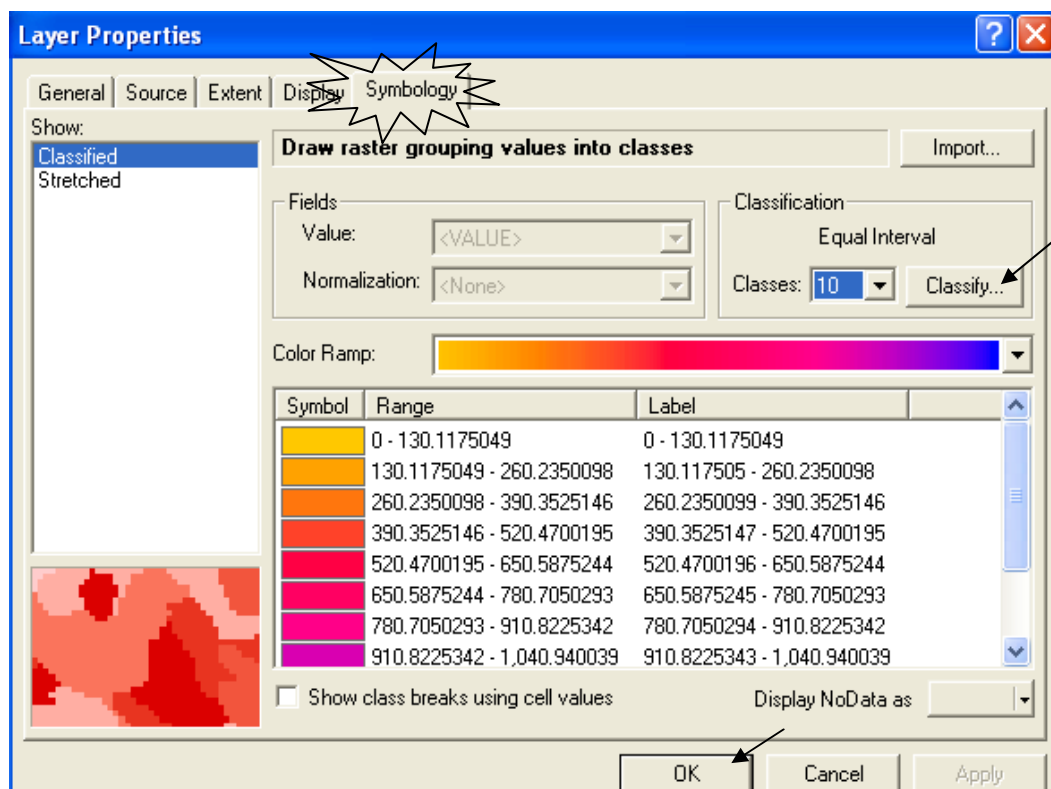 Layer Properties
General Source Extent Display Symbology
Show:
Classified
Stretched
Draw raster grouping values into classes
Import...
Fields
Value: <VALUE>
Normalization: <None>
Classification
Equal Interval
Classes: 10 Classify...
Color Ramp:
Symbol Range Label
0 - 130.1175049 0 - 130.1175049
130.1175049 - 260.2350098 130.117505 - 260.2350098
260.2350098 - 390.3525146 260.2350099 - 390.3525146
390.3525146 - 520.4700195 390.3525147 - 520.4700195
520.4700195 - 650.5875244 520.4700196 - 650.5875244
650.5875244 - 780.7050293 650.5875245 - 780.7050293
780.7050293 - 910.8225342 780.7050294 - 910.8225342
910.8225342 - 1,040.940039 910.8225343 - 1,040.940039
Show class breaks using cell values
Display NoData as
OK Cancel Apply